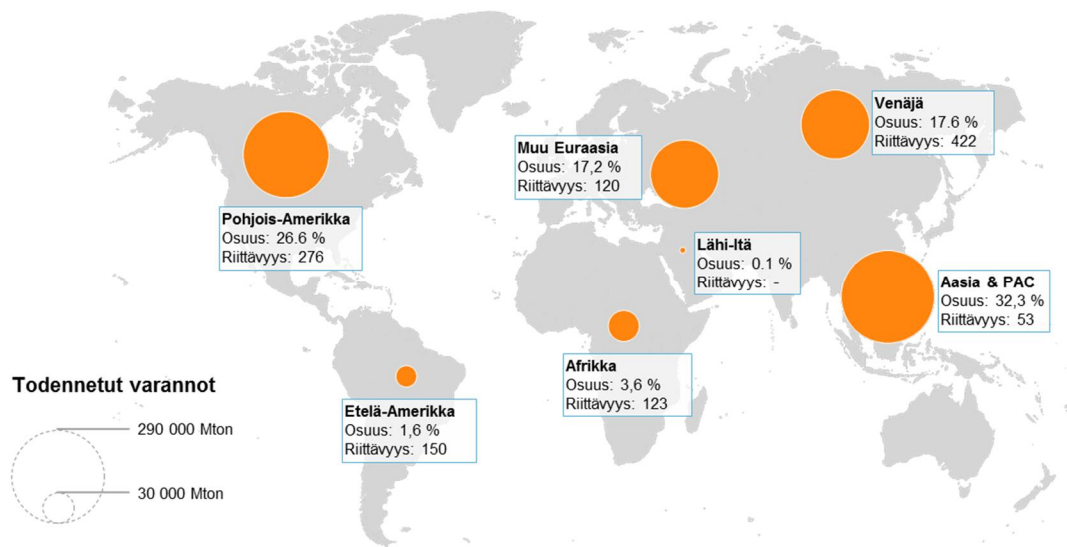 Venäjä
Osuus: 17.6 %
Riittävyys: 422
Muu Euraasia
Osuus: 17,2 %
Riittävyys: 120
Pohjois-Amerikka
Osuus: 26.6 %
Riittävyys: 276
Lähi-Itä
Osuus: 0.1 %
Riittävyys: -
Aasia & PAC
Osuus: 32,3 %
Riittävyys: 53
Afrikka
Osuus: 3,6 %
Riittävyys: 123
Etelä-Amerikka
Osuus: 1,6 %
Riittävyys: 150
Todennetut varannot
290 000 Mton
30 000 Mton